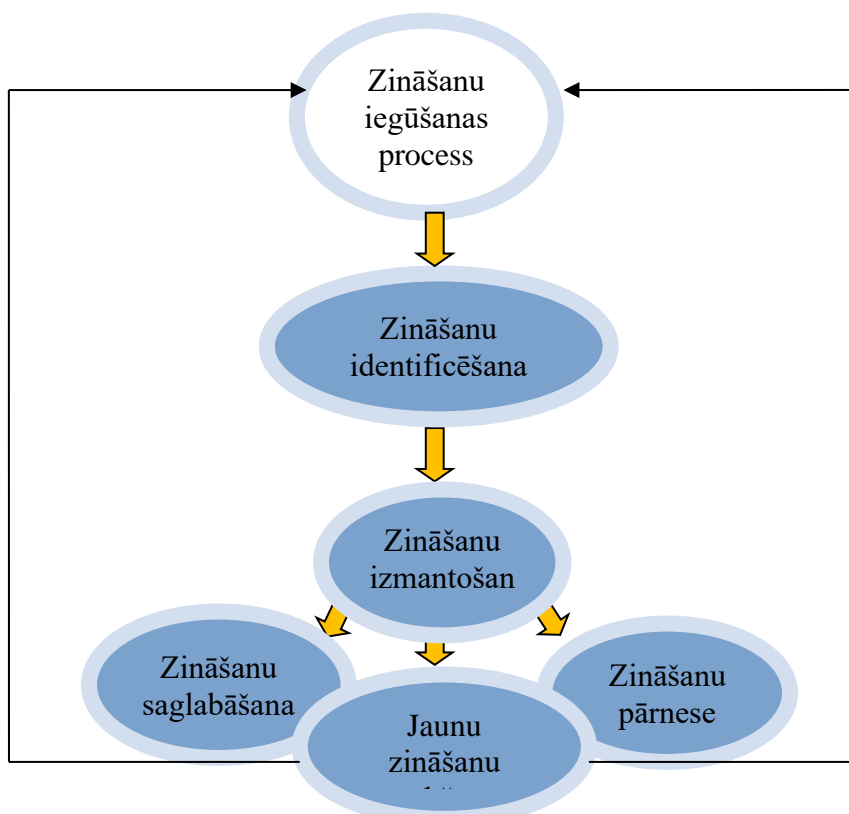 Zināšanu
iegūšanas
process
Zināšanu
identificēšana
Zināšanu
izmantošan
Zināšanu
saglabāšana
Zināšanu
pārnese
Jaunu
zināšanu